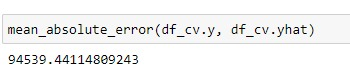 mean_absolute_error(df_cv.y, df_cv.yhat)
94539.44114809243